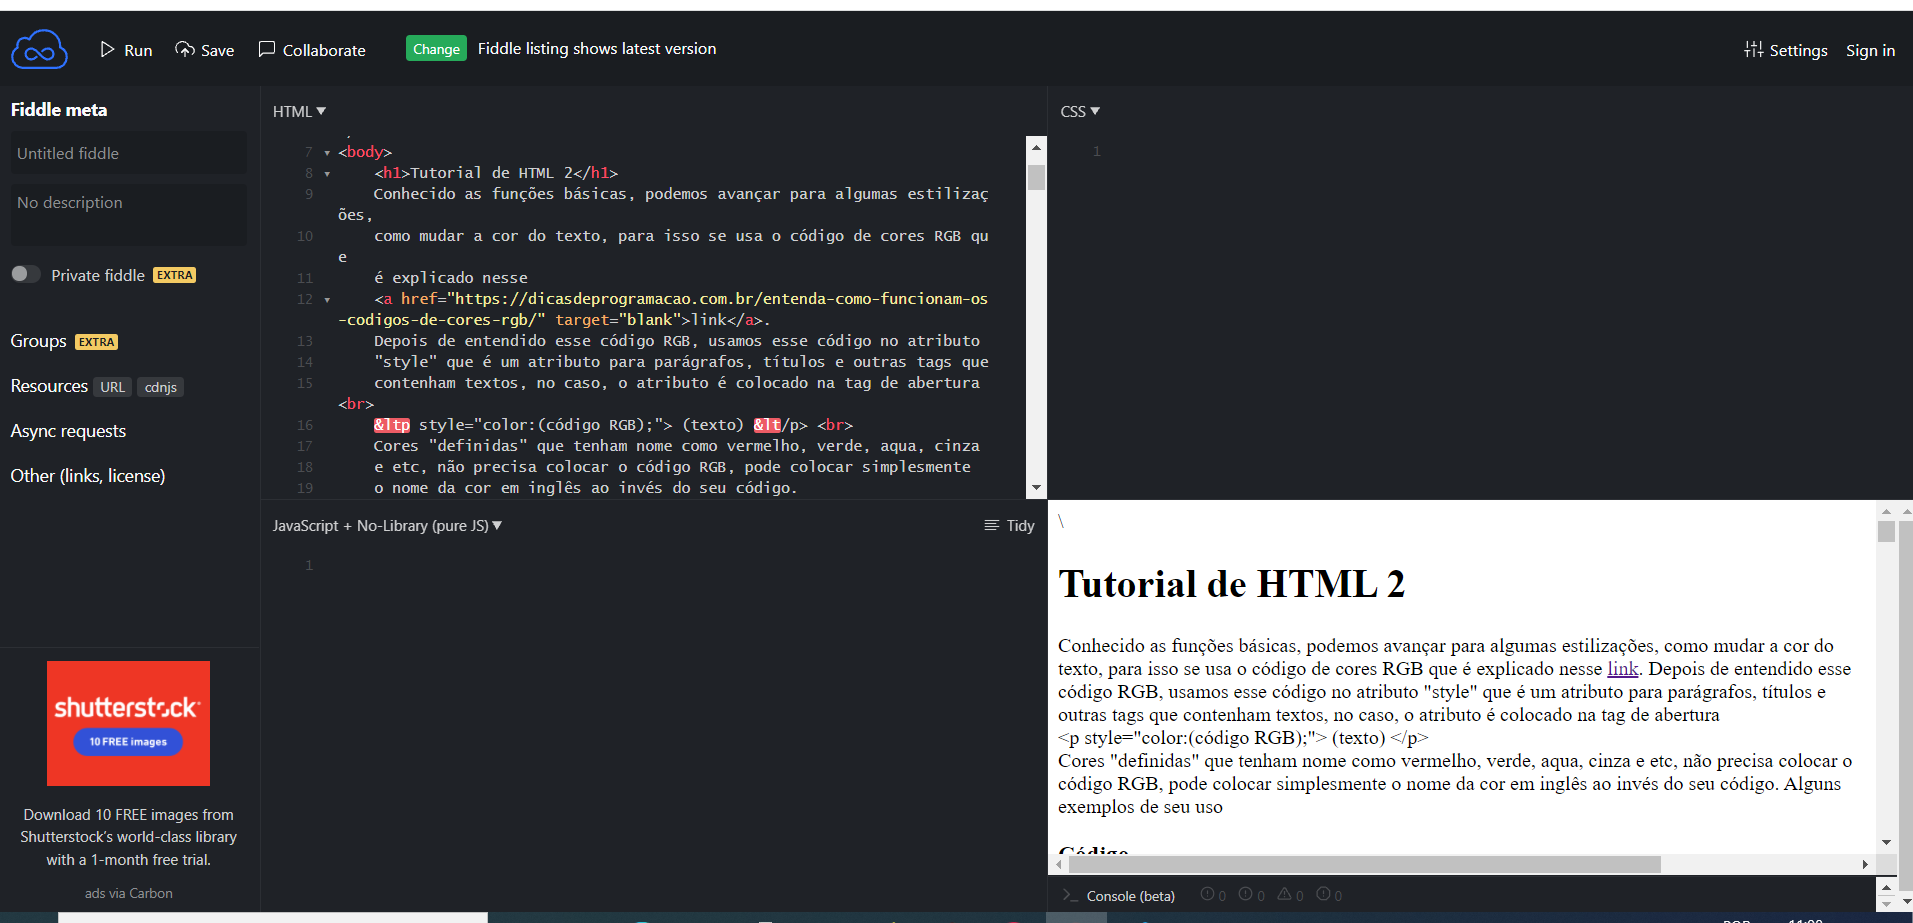 Run
Save
Collaborate
Change
Fiddle listing shows latest version
Settings
Sign in
Fiddle meta
Untitled fiddle
No description
Private fiddle EXTRA
Groups EXTRA
Resources URL cdnjs
Async requests
Other (links, license)
shutterstock
10 FREE images
Download 10 FREE images from
Shutterstock’s world-class library
with a 1-month free trial.
ads via Carbon
HTML ▼
7 ▾ <body>
8 ▾ <h1>Tutorial de HTML 2</h1>
9 Conhecido as funções básicas, podemos avançar para algumas estilizaç
ões,
10 como mudar a cor do texto, para isso se usa o código de cores RGB qu
e
11 é explicado nesse
12 ▾ <a href="https://dicasdeprogramacao.com.br/entenda-como-funcionam-os
-codigos-de-cores-rgb/" target="blank">link</a>.
13 Depois de entendido esse código RGB, usamos esse código no atributo
14 "style" que é um atributo para parágrafos, títulos e outras tags que
15 contenham textos, no caso, o atributo é colocado na tag de abertura
<br>
16 &ltp style="color:(código RGB);"> (texto) &lt/p> <br>
17 Cores "definidas" que tenham nome como vermelho, verde, aqua, cinza
18 e etc, não precisa colocar o código RGB, pode colocar simplesmente
19 o nome da cor em inglês ao invés do seu código.
CSS ▼
1
JavaScript + No-Library (pure JS) ▼
Tidy
1
\
Tutorial de HTML 2
Conhecido as funções básicas, podemos avançar para algumas estilizações, como mudar a cor do
texto, para isso se usa o código de cores RGB que é explicado nesse link. Depois de entendido esse
código RGB, usamos esse código no atributo "style" que é um atributo para parágrafos, títulos e
outras tags que contenham textos, no caso, o atributo é colocado na tag de abertura
<p style="color:(código RGB);"> (texto) </p>
Cores "definidas" que tenham nome como vermelho, verde, aqua, cinza e etc, não precisa colocar o
código RGB, pode colocar simplesmente o nome da cor em inglês ao invés do seu código. Alguns
exemplos de seu uso
Código
>_ Console (beta) 0 0 0 0